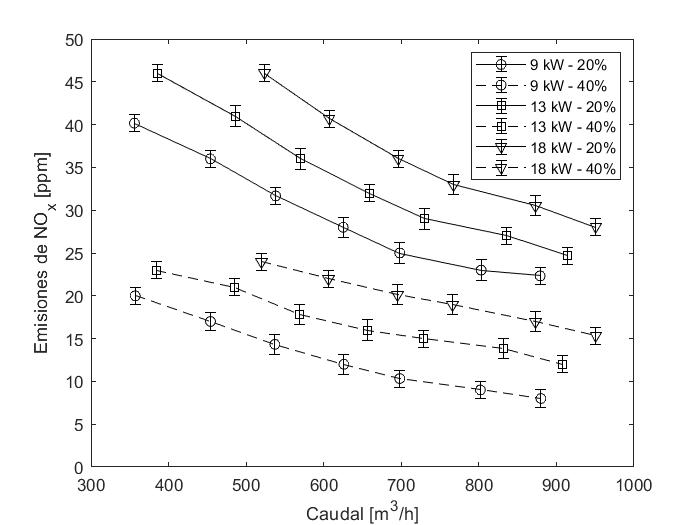 50
45
40
35
30
25
20
15
10
5
0
Emisiones de NOx [ppm]
9 kW - 20%
9 kW - 40%
13 kW - 20%
13 kW - 40%
18 kW - 20%
18 kW - 40%
300 400 500 600 700 800 900 1000
Caudal [m³/h]